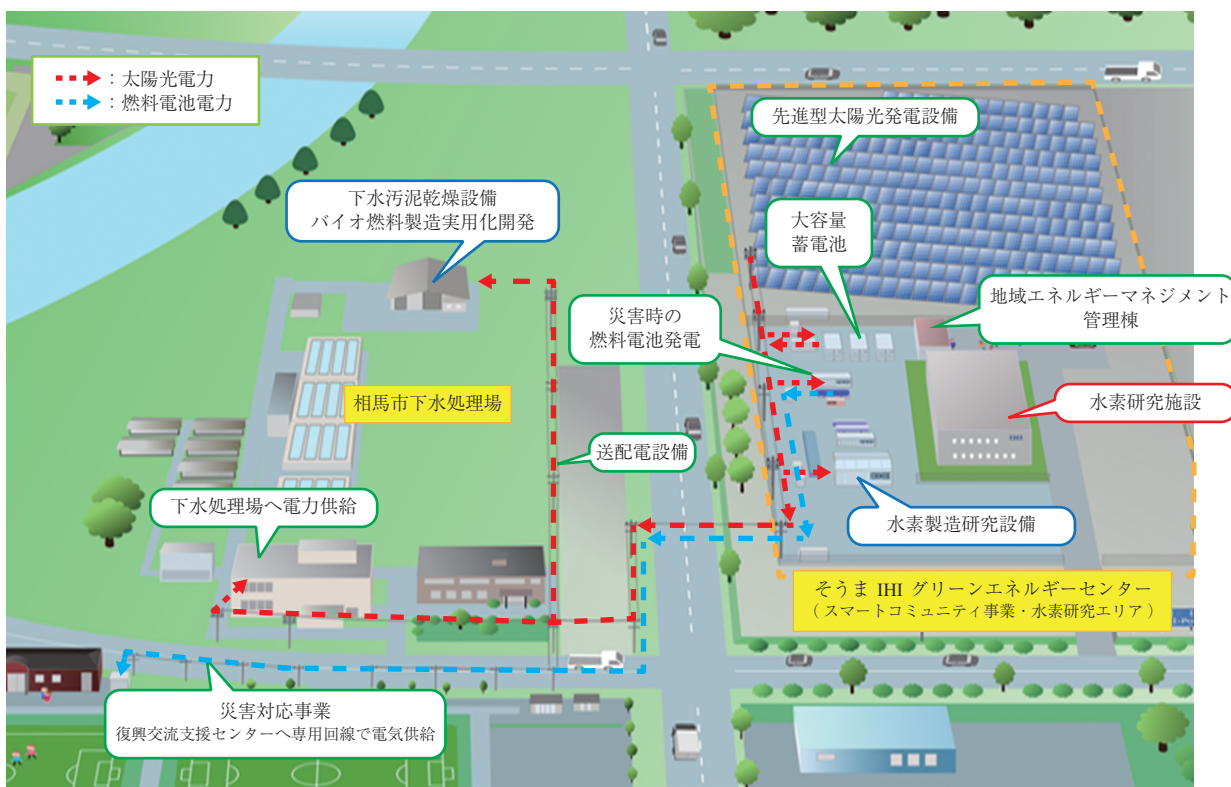 ：太陽光電力
：燃料電池電力
先進型太陽光発電設備
下水汚泥乾燥設備
バイオ燃料製造実用化開発
大容量
蓄電池
地域エネルギーマネジメント
管理棟
災害時の
燃料電池発電
相馬市下水処理場
水素研究施設
IHI
送配電設備
下水処理場へ電力供給
水素製造研究設備
そうま IHI グリーンエネルギーセンター
（ スマートコミュニティ事業・水素研究エリア ）
災害対応事業
復興交流支援センターへ専用回線で電気供給